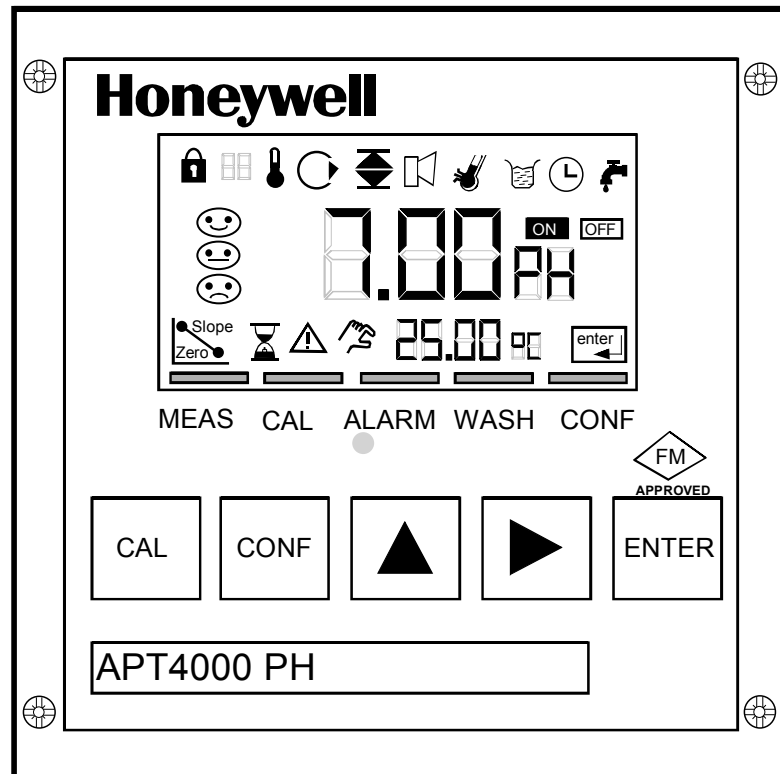 Honeywell
7.00 PH
ON OFF
Slope
Zero
25.00 °C
enter
MEAS CAL ALARM WASH CONF
FM
APPROVED
CAL CONF ENTER
APT4000 PH